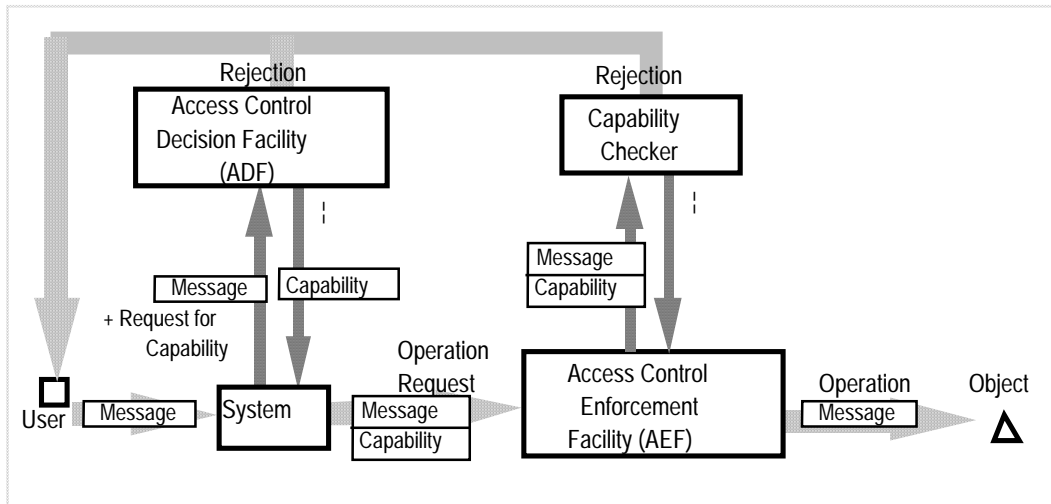 Rejection
Access Control
Decision Facility
(ADF)
Rejection
Capability
Checker
Message
+ Request for
Capability
Capability
Message
Capability
User
Message
System
Operation
Request
Message
Capability
Access Control
Enforcement
Facility (AEF)
Operation
Message
Object